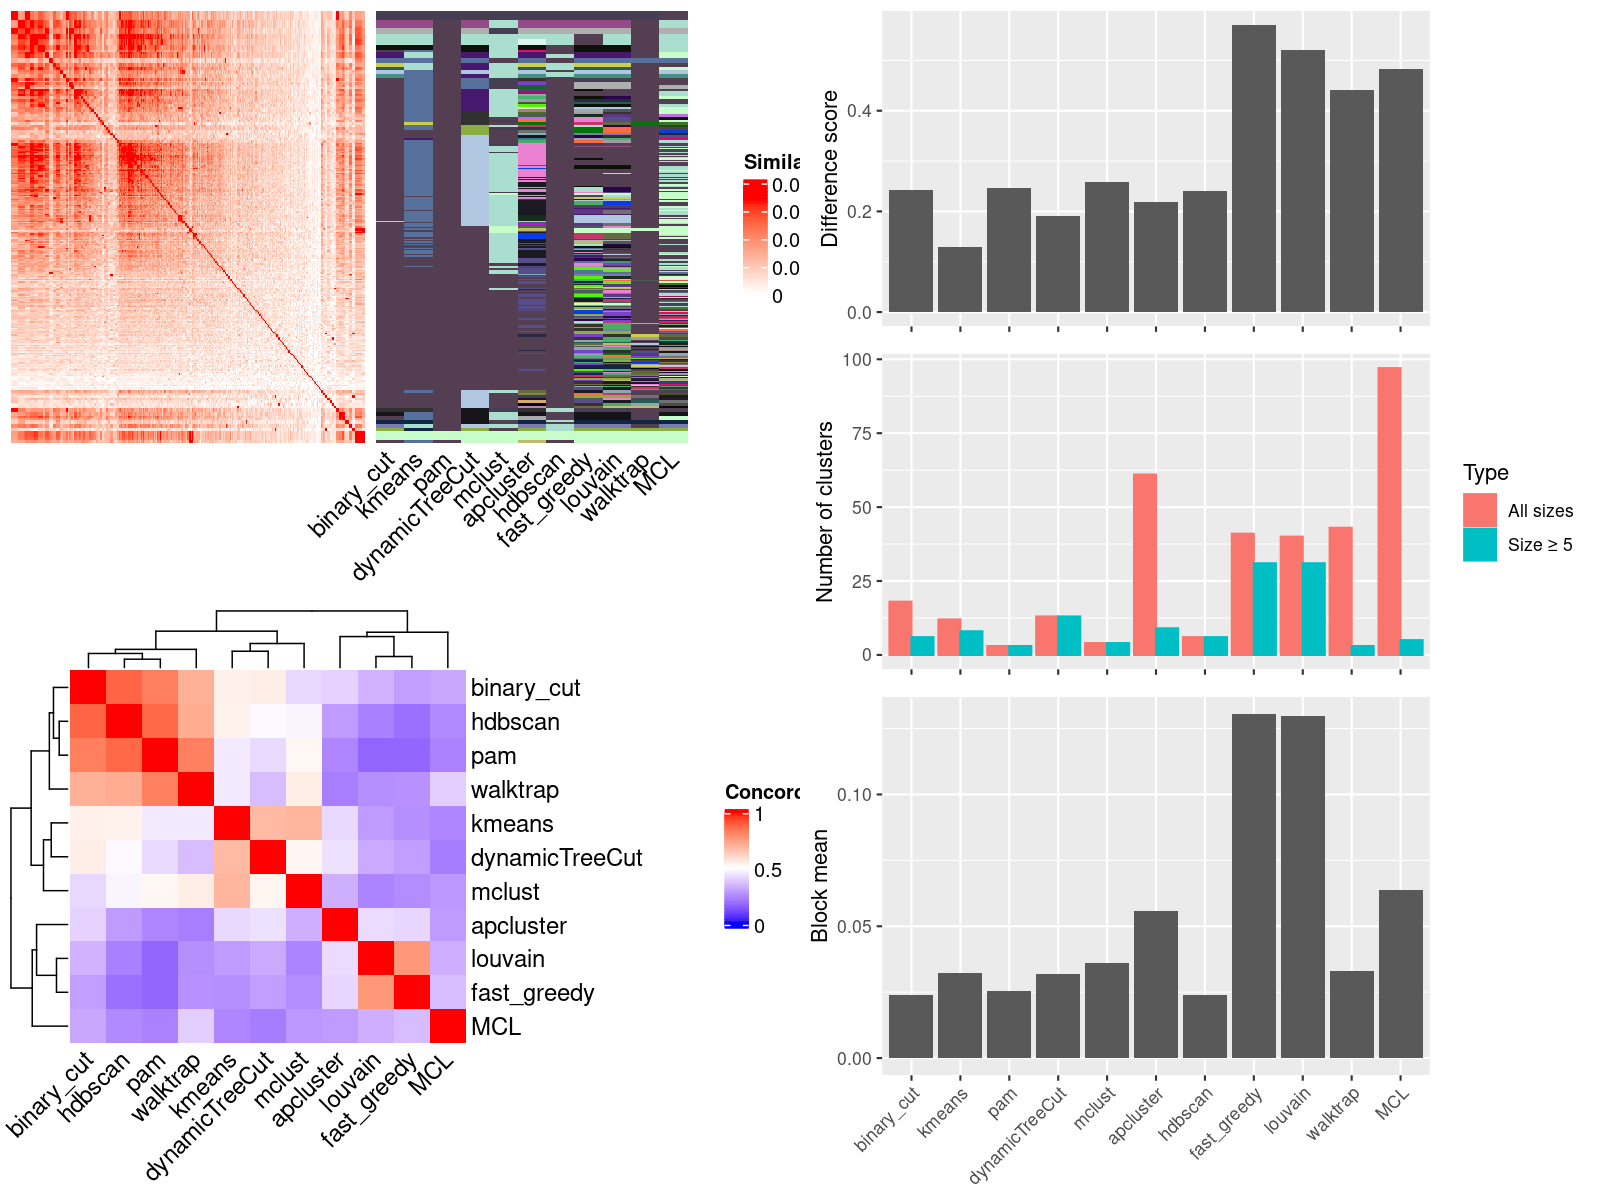 Simila
0.0
0.0
0.0
0.0
0
binary_cut
kmeans
pam
dynamicTreeCut
mclust
apcluster
hdbscan
fast_greedy
louvain
walktrap
MCL
binary_cut
hdbscan
pam
walktrap
kmeans
dynamicTreeCut
mclust
apcluster
louvain
fast_greedy
MCL
binary_cut
hdbscan
pam
walktrap
kmeans
dynamicTreeCut
mclust
apcluster
louvain
fast_greedy
MCL
Concord
1
0.5
0
Difference score
0.4
0.2
0.0
Number of clusters
100
75
50
25
0
Type
All sizes
Size ≥ 5
Block mean
0.10
0.05
0.00
binary_cut
kmeans
pam
dynamicTreeCut
mclust
apcluster
hdbscan
fast_greedy
louvain
walktrap
MCL